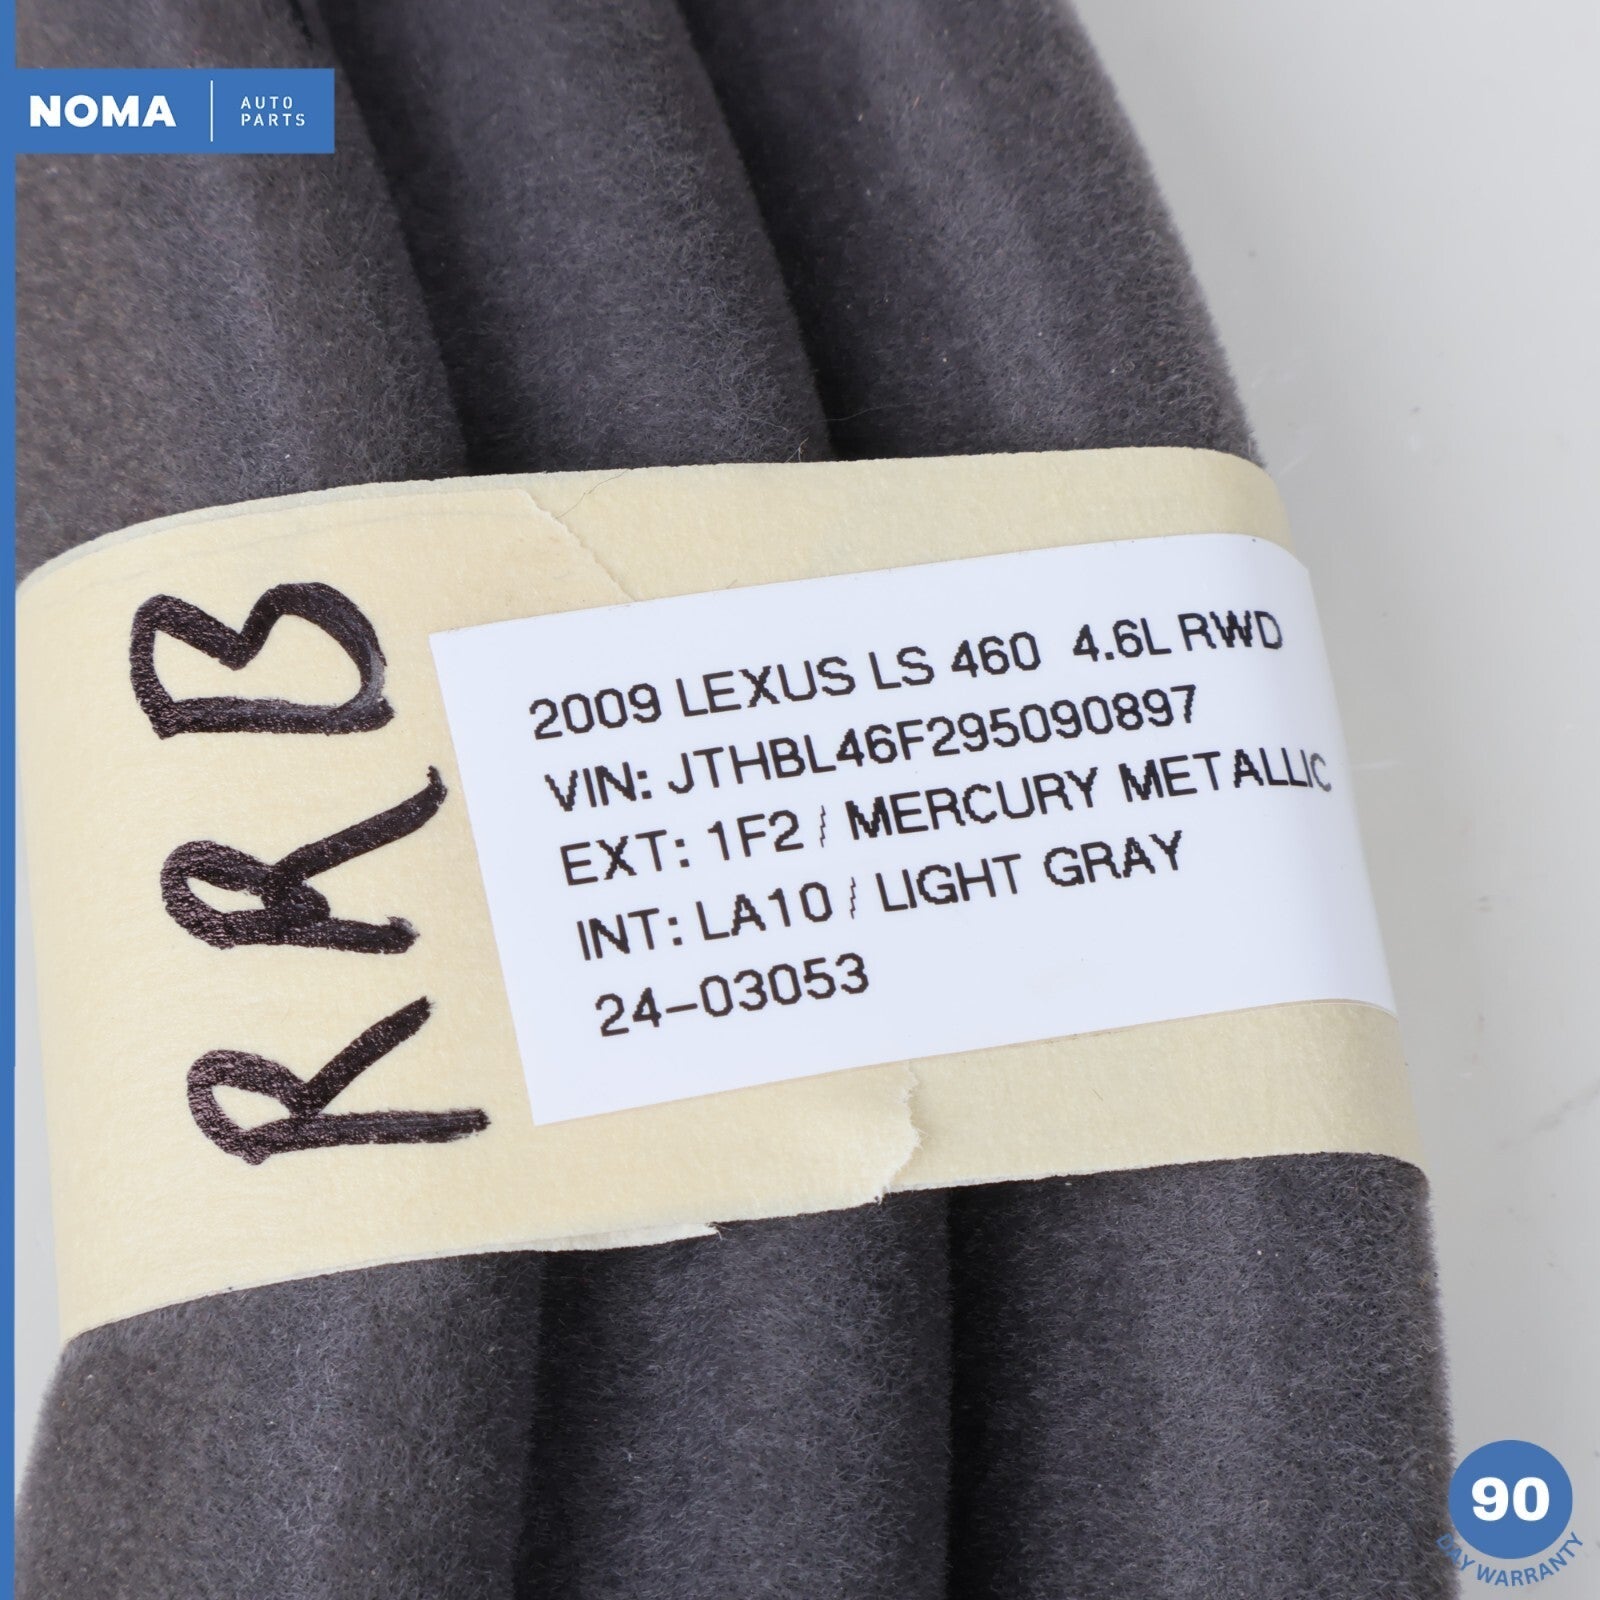 NOMA
AUTO
PARTS
RRB
2009 LEXUS LS 460 4.6L RWD
VIN: JTHBL46F295090897
EXT: 1F2 / MERCURY METALLIC
INT: LA10 / LIGHT GRAY
24-03053
90
DAY WARRANTY